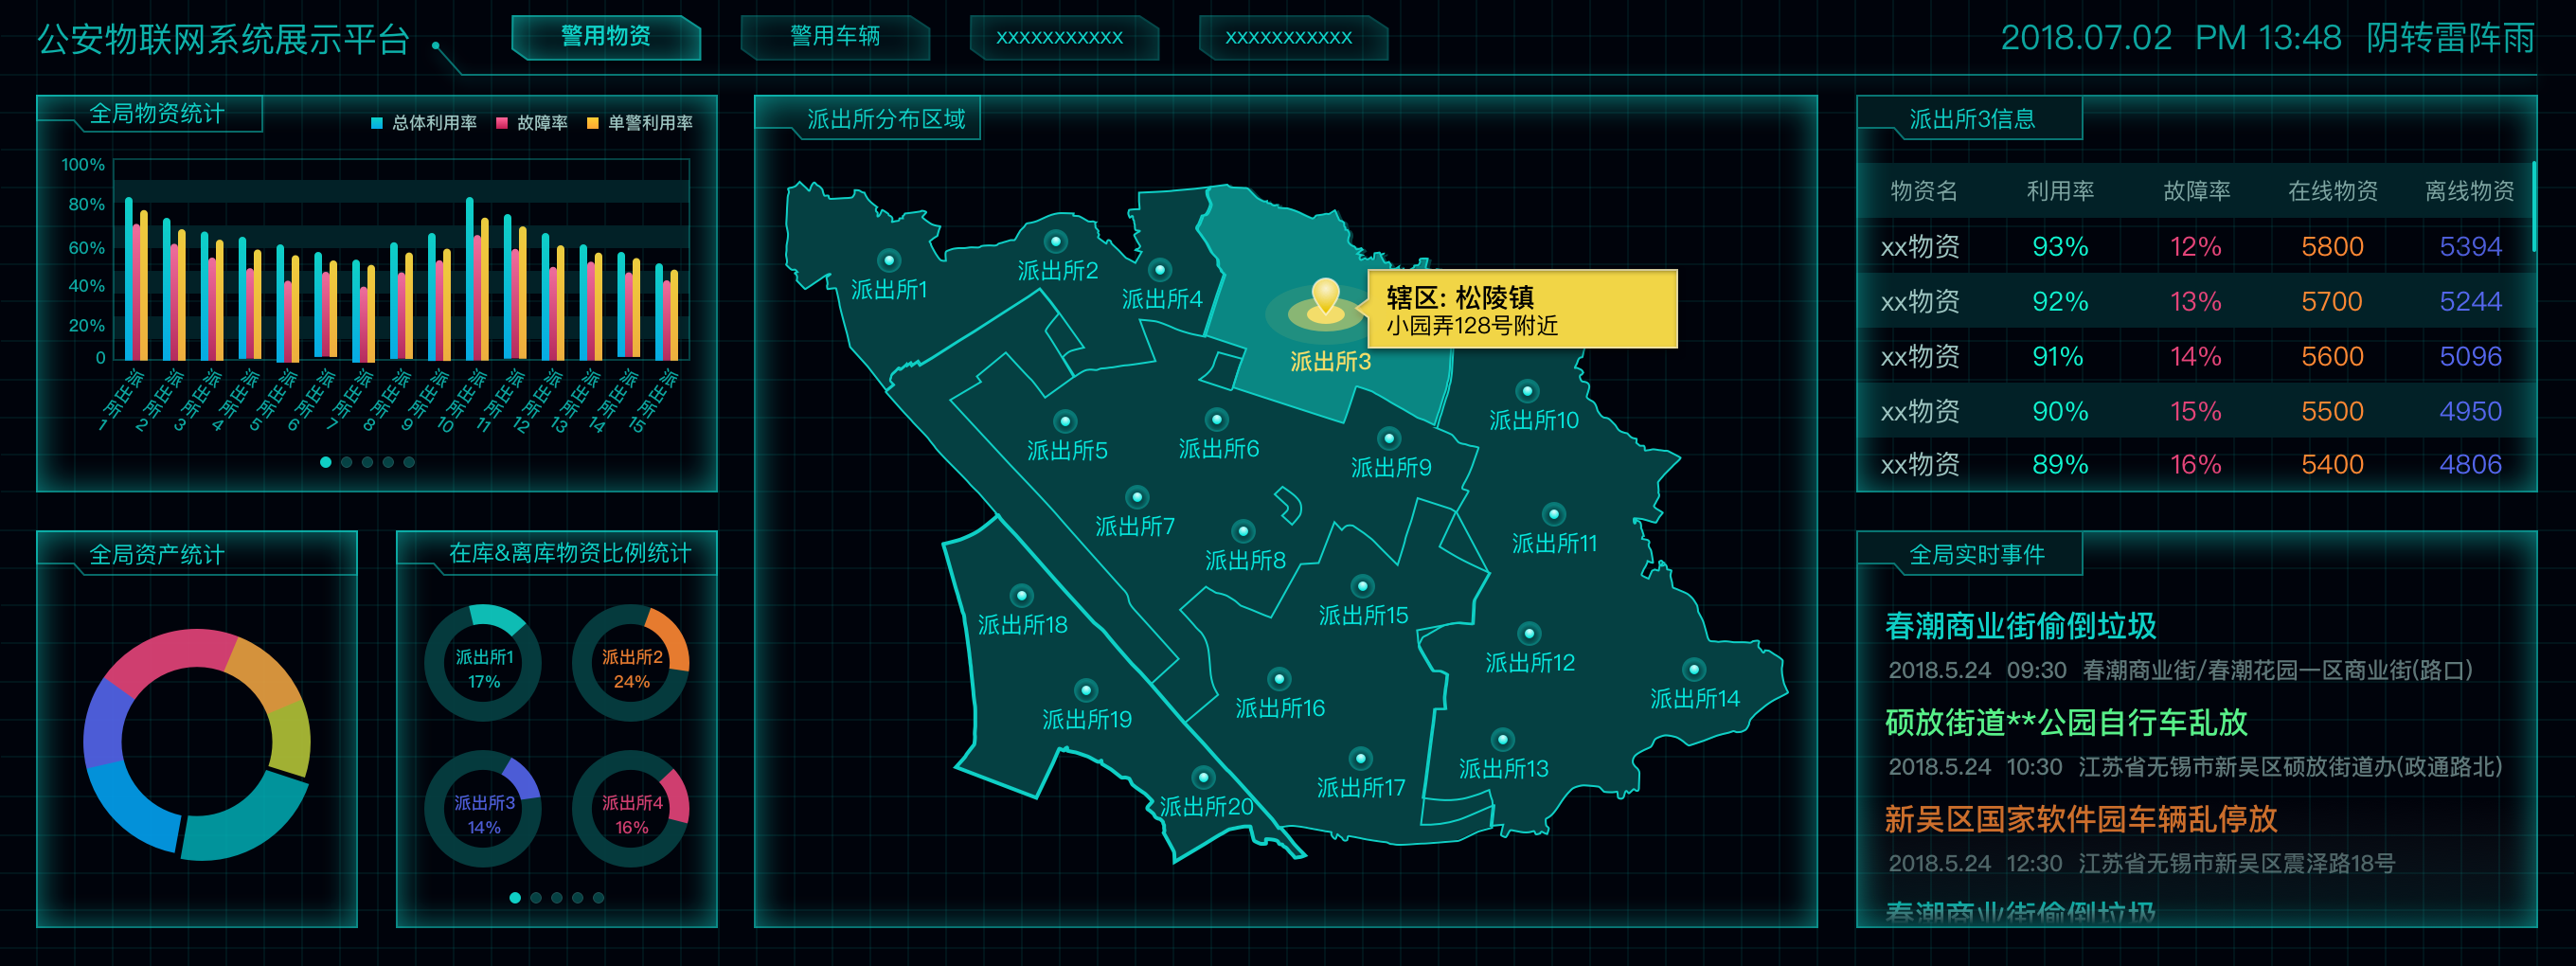 公安物联网系统展示平台
警用物资
警用车辆
xxxxxxxxxxx
xxxxxxxxxxx
2018.07.02 PM 13:48 阴转雷阵雨
全局物资统计
总体利用率 故障率 单警利用率
100%
80%
60%
40%
20%
0
派出所1
派出所2
派出所3
派出所4
派出所5
派出所6
派出所7
派出所8
派出所9
派出所10
派出所11
派出所12
派出所13
派出所14
派出所15
全局资产统计
在库&离库物资比例统计
派出所1
17%
派出所2
24%
派出所3
14%
派出所4
16%
派出所分布区域
派出所1
派出所2
派出所4
辖区: 松陵镇
小园弄128号附近
派出所3
派出所10
派出所5
派出所6
派出所9
派出所7
派出所8
派出所11
派出所18
派出所15
派出所12
派出所14
派出所19
派出所16
派出所13
派出所17
派出所20
派出所3信息
物资名 利用率 故障率 在线物资 离线物资
xx物资 93% 12% 5800 5394
xx物资 92% 13% 5700 5244
xx物资 91% 14% 5600 5096
xx物资 90% 15% 5500 4950
xx物资 89% 16% 5400 4806
全局实时事件
春潮商业街偷倒垃圾
2018.5.24 09:30 春潮商业街/春潮花园一区商业街(路口)
硕放街道**公园自行车乱放
2018.5.24 10:30 江苏省无锡市新吴区硕放街道办(政通路北)
新吴区国家软件园车辆乱停放
2018.5.24 12:30 江苏省无锡市新吴区震泽路18号
春潮商业街偷倒垃圾